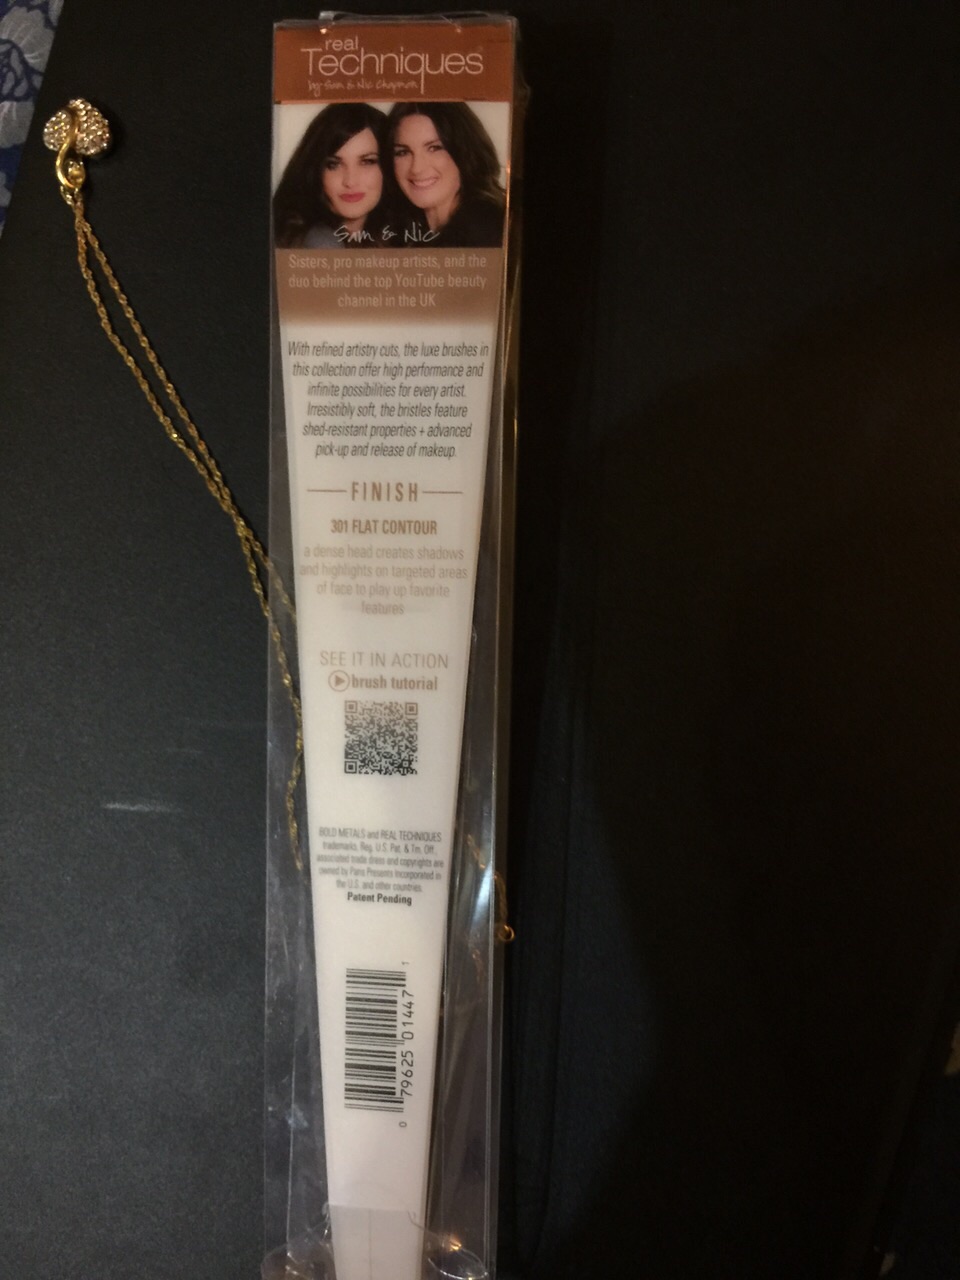 real
Techniques
by Sam & Nic Chapman
Sam & Nic
Sisters, pro makeup artists, and the
duo behind the top YouTube beauty
channel in the UK
With refined artistry cuts, the luxe brushes in
this collection offer high performance and
infinite possibilities for every artist.
Irresistibly soft, the bristles feature
shed-resistant properties + advanced
pick-up and release of makeup.
FINISH
301 FLAT CONTOUR
a dense head creates shadows
and highlights on targeted areas
of face to play up favorite
features
SEE IT IN ACTION
brush tutorial
BOLD METALS and REAL TECHNIQUES
trademarks, Reg. U.S. Pat. & Tm. Off.,
associated trade dress and copyrights are
owned by Paris Presents Incorporated in
the U.S. and other countries.
Patent Pending
0 79625 01447 1